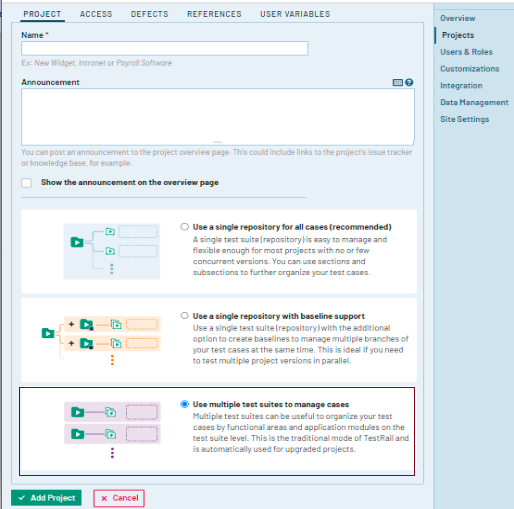 PROJECT ACCESS DEFECTS REFERENCES USER VARIABLES
Name *
Ex: New Widget, Intranet or Payroll Software
Announcement
You can post an announcement to the project overview page. This could include links to the project's issue tracker
or knowledge base, for example.
Show the announcement on the overview page
Use a single repository for all cases (recommended)
A single test suite (repository) is easy to manage and
flexible enough for most projects with no or few
concurrent versions. You can use sections and
subsections to further organize your test cases.
Use a single repository with baseline support
Use a single test suite (repository) with the additional
option to create baselines to manage multiple branches of
your test cases at the same time. This is ideal if you need
to test multiple project versions in parallel.
Use multiple test suites to manage cases
Multiple test suites can be useful to organize your test
cases by functional areas and application modules on the
test suite level. This is the traditional mode of TestRail and
is automatically used for upgraded projects.
Add Project Cancel
Overview
Projects
Users & Roles
Customizations
Integration
Data Management
Site Settings